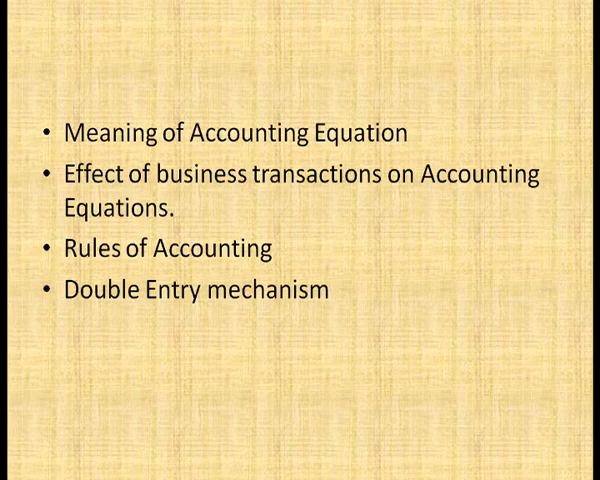 • Meaning of Accounting Equation
• Effect of business transactions on Accounting
Equations.
• Rules of Accounting
• Double Entry mechanism